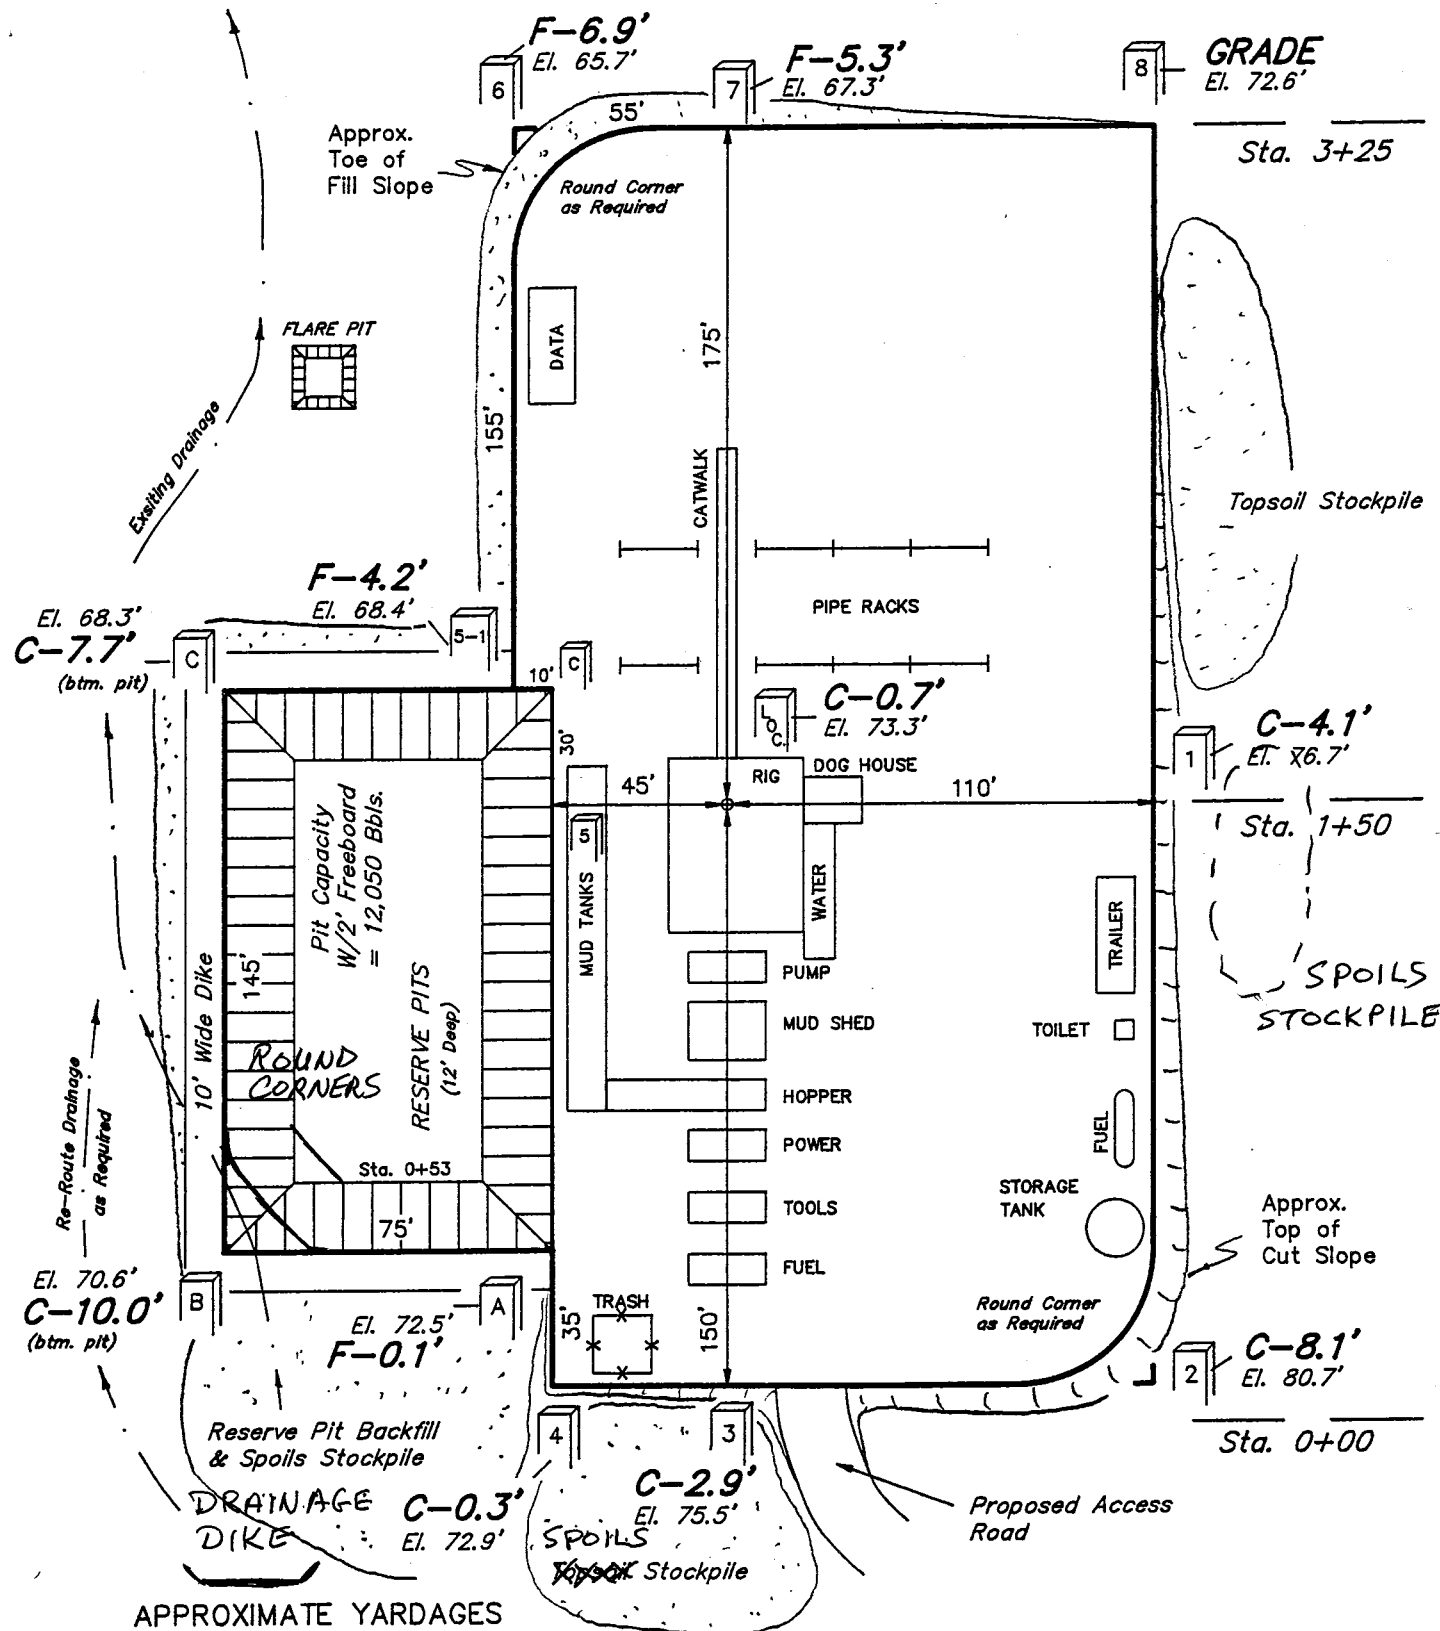 F-6.9'
El. 65.7'
6
F-5.3'
El. 67.3'
7
8
GRADE
El. 72.6'
55'
Approx.
Toe of
Fill Slope
Round Corner
as Required
Sta. 3+25
FLARE PIT
DATA
175'
155'
Exsiting Drainage
CATWALK
Topsoil Stockpile
F-4.2'
El. 68.4'
5-1
El. 68.3'
C-7.7'
(btm. pit)
C
10'
C
PIPE RACKS
LOC.
C-0.7'
El. 73.3'
1
C-4.1'
El. 76.7'
30'
RIG
DOG HOUSE
45'
110'
Sta. 1+50
5
Pit Capacity
W/2' Freeboard
= 12,050 Bbls.
MUD TANKS
WATER
TRAILER
RESERVE PITS
(12' Deep)
145'
10' Wide Dike
PUMP
SPOILS
STOCKPILE
MUD SHED
TOILET
ROUND
CORNERS
HOPPER
Re-Route Drainage
as Required
POWER
FUEL
Sta. 0+53
STORAGE
TANK
TOOLS
75'
Approx.
Top of
Cut Slope
FUEL
El. 70.6'
C-10.0'
(btm. pit)
B
A
El. 72.5'
F-0.1'
TRASH
35'
150'
Round Corner
as Required
2
C-8.1'
El. 80.7'
Reserve Pit Backfill
& Spoils Stockpile
4
3
Sta. 0+00
DRAINAGE
DIKE
C-0.3'
El. 72.9'
C-2.9'
El. 75.5'
Proposed Access
Road
SPOILS
Topsoil Stockpile
APPROXIMATE YARDAGES